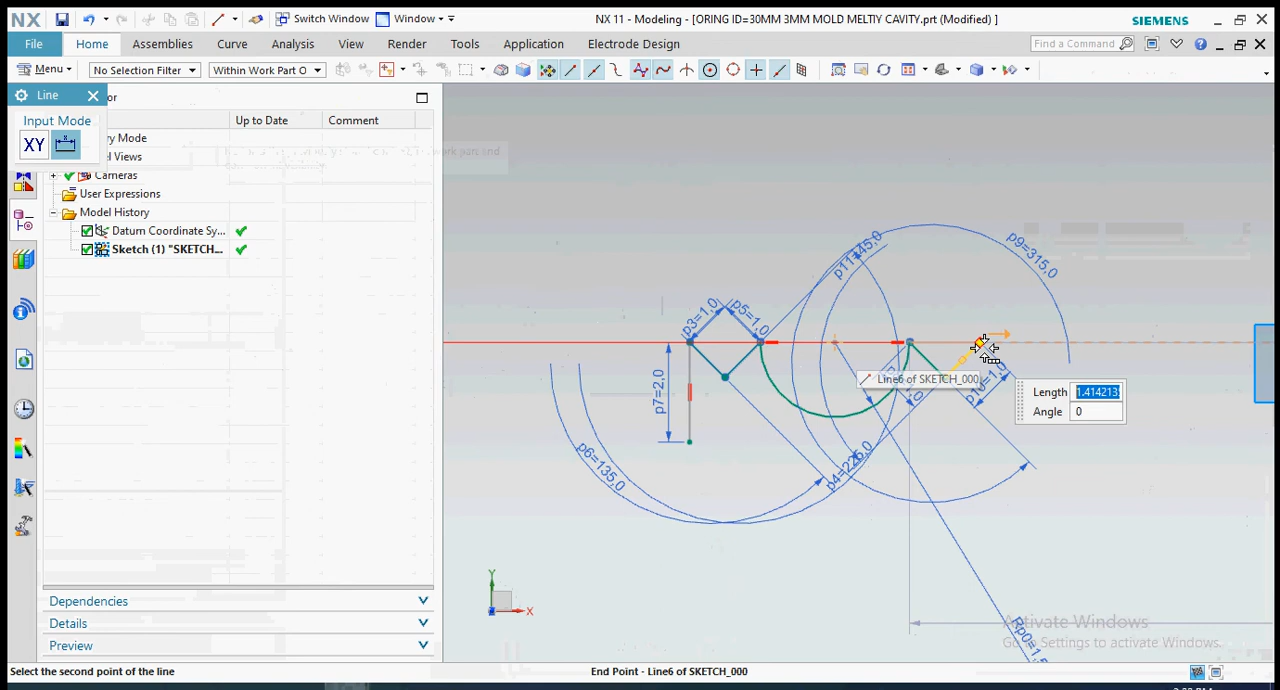 NX
Switch Window
Window
NX 11 - Modeling - [ORING ID=30MM 3MM MOLD MELTIY CAVITY.prt (Modified) ]
SIEMENS
File
Home
Assemblies
Curve
Analysis
View
Render
Tools
Application
Electrode Design
Find a Command
Menu
No Selection Filter
Within Work Part O
Line
or
Input Mode
XY
Up to Date
Comment
ry Mode
el Views
Cameras
User Expressions
Model History
Datum Coordinate Sy...
Sketch (1) "SKETCH...
Dependencies
Details
Preview
p3=1,0
p5=1,0
p11=45,0
p9=315,0
p7=2,0
p6=135,0
p4=225,0
Line6 of SKETCH_000
Length 1.414213
Angle 0
Y
X
Activate Windows
Go to Settings to activate Windows.
Select the second point of the line
End Point - Line6 of SKETCH_000